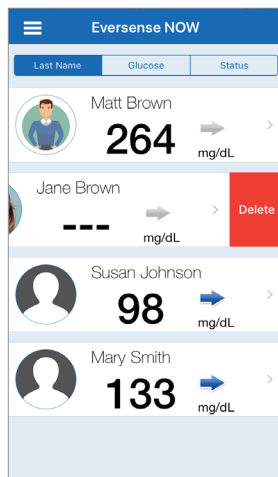 Eversense NOW
Last Name Glucose Status
Matt Brown
264
mg/dL
Jane Brown
---
mg/dL
Delete
Susan Johnson
98
mg/dL
Mary Smith
133
mg/dL